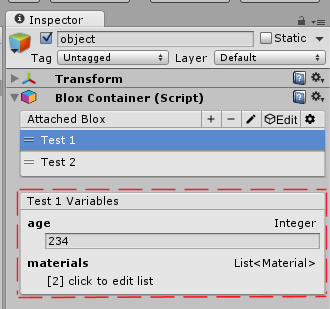 Inspector
object
Static
Tag Untagged Layer Default
Transform
Blox Container (Script)
Attached Blox + − Edit
Test 1
Test 2
Test 1 Variables
age Integer
234
materials List<Material>
[2] click to edit list